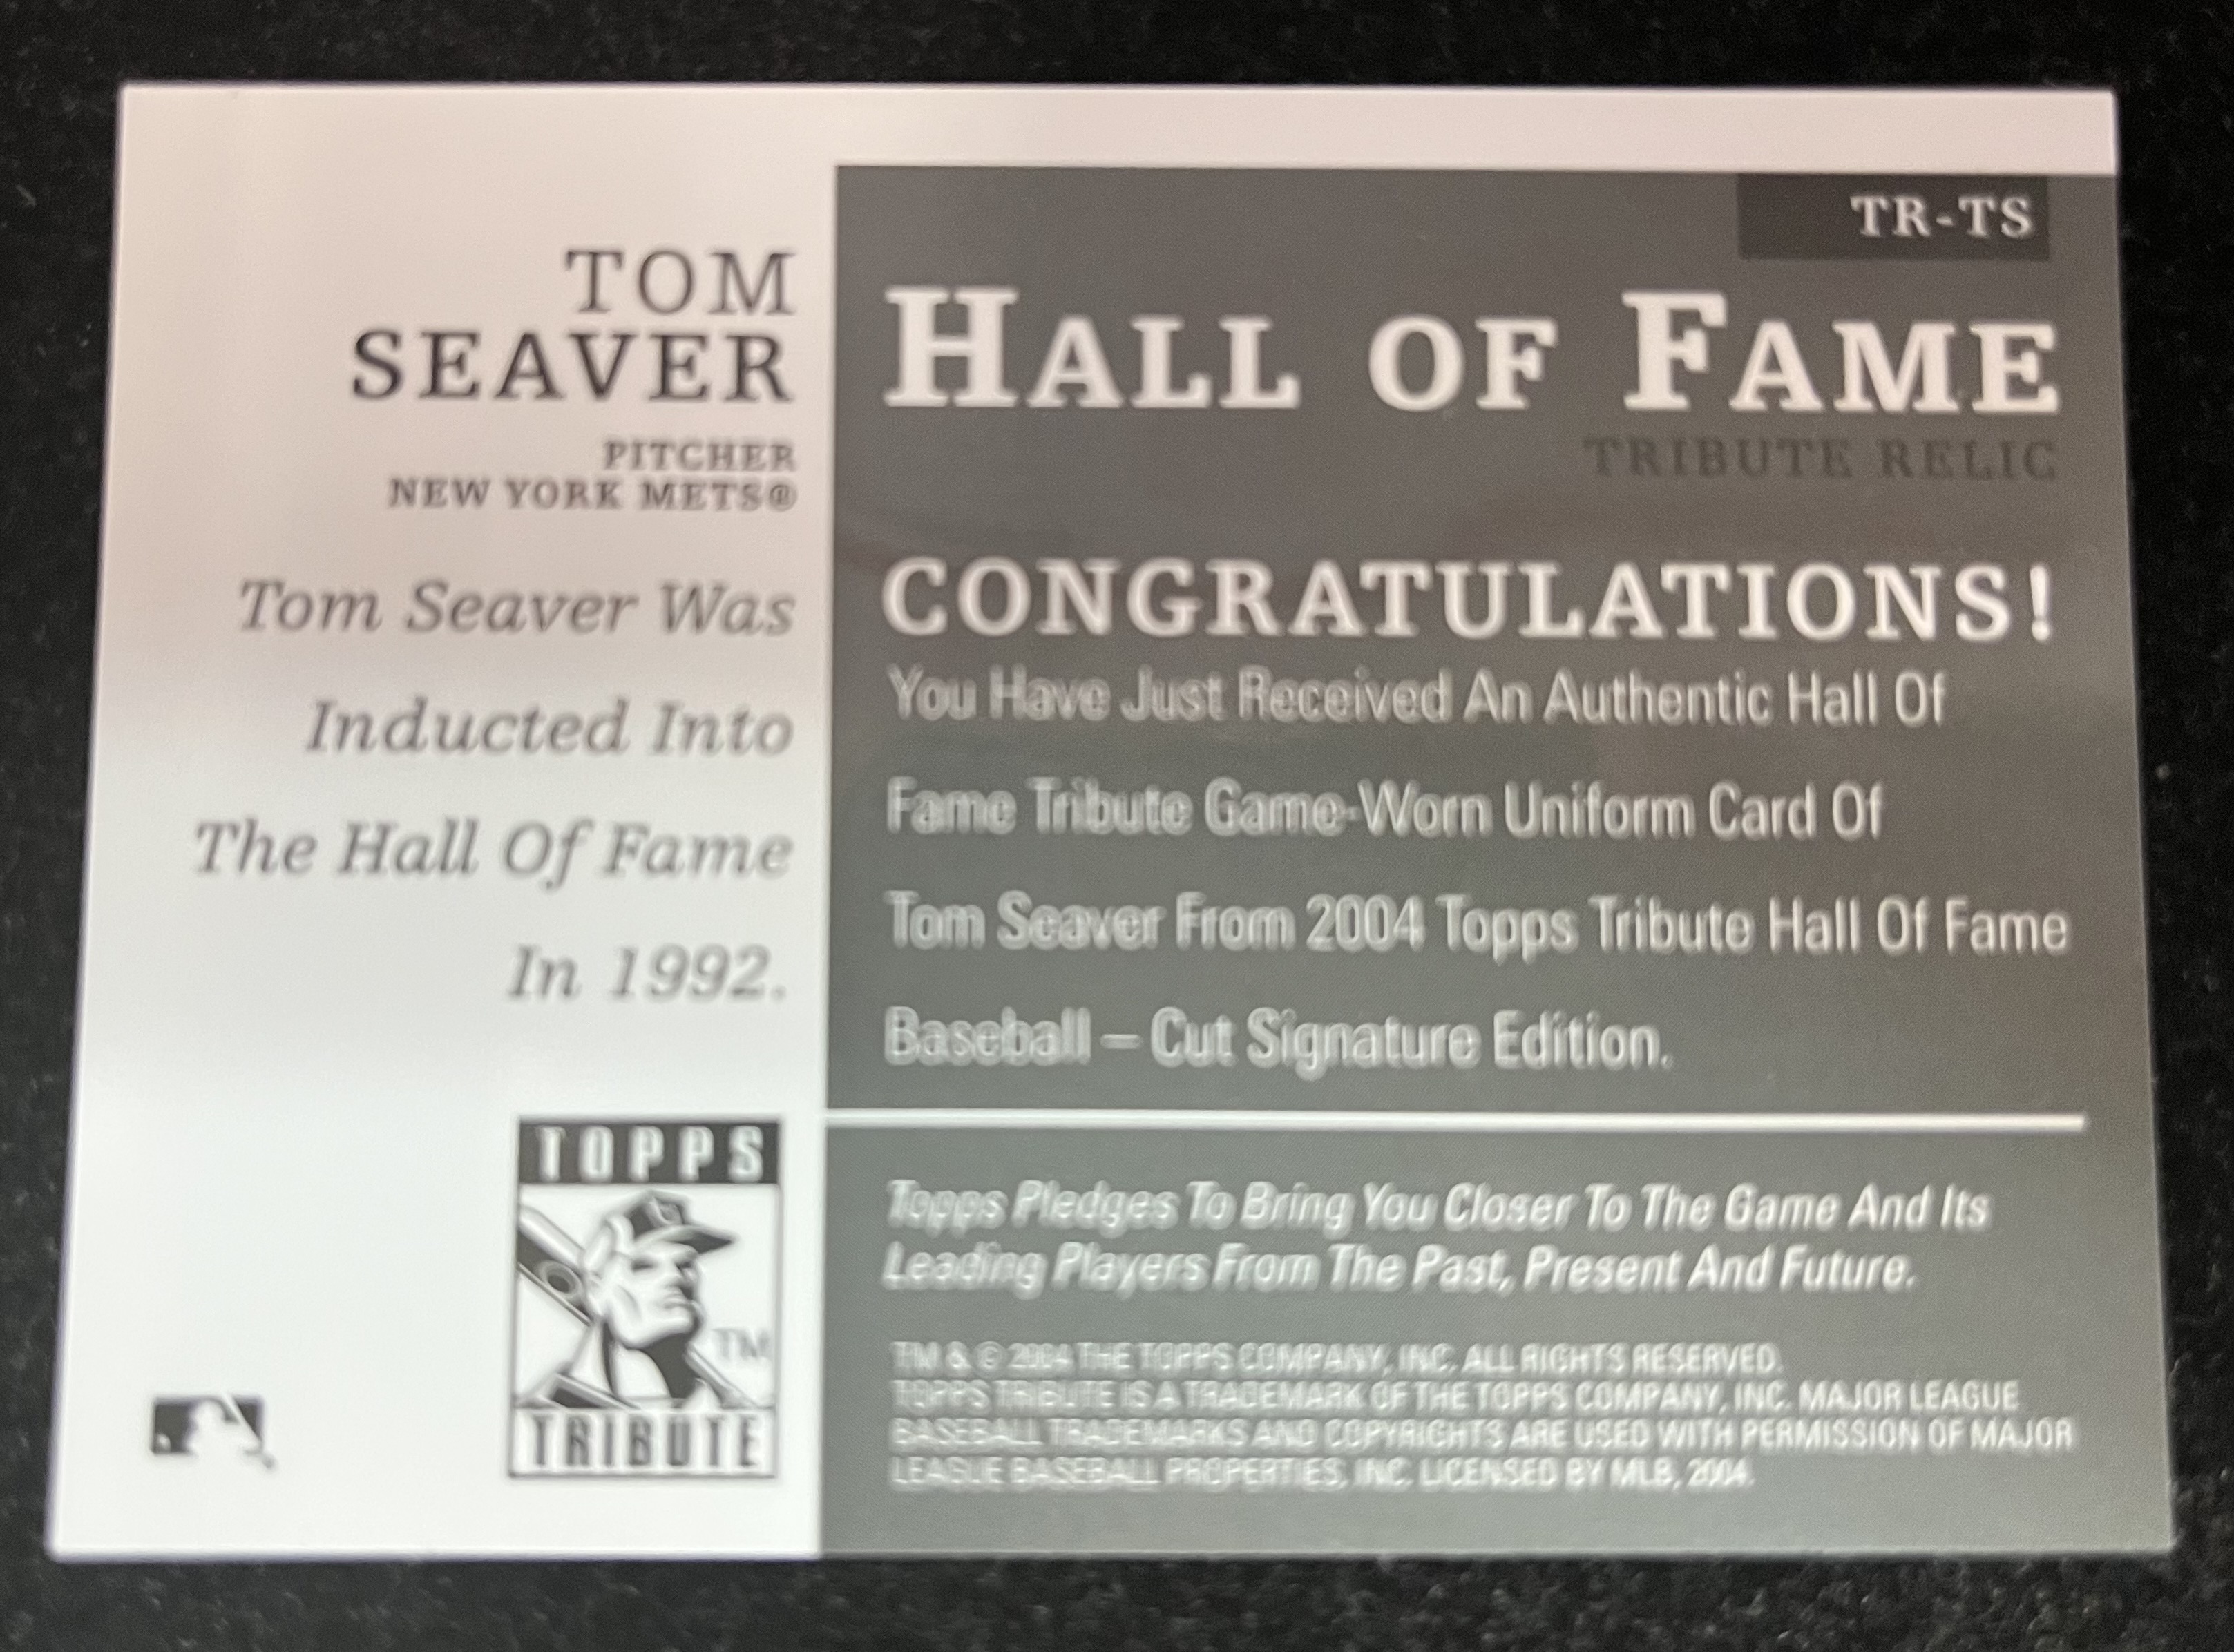 TOM
SEAVER
PITCHER
NEW YORK METS®
Tom Seaver Was
Inducted Into
The Hall Of Fame
In 1992.
TOPPS
TM
TRIBUTE
TR-TS
HALL OF FAME
TRIBUTE RELIC
CONGRATULATIONS!
You Have Just Received An Authentic Hall Of
Fame Tribute Game-Worn Uniform Card Of
Tom Seaver From 2004 Topps Tribute Hall Of Fame
Baseball – Cut Signature Edition.
Topps Pledges To Bring You Closer To The Game And Its
Leading Players From The Past, Present And Future.
TM & © 2004 THE TOPPS COMPANY, INC. ALL RIGHTS RESERVED.
TOPPS TRIBUTE IS A TRADEMARK OF THE TOPPS COMPANY, INC. MAJOR LEAGUE
BASEBALL TRADEMARKS AND COPYRIGHTS ARE USED WITH PERMISSION OF MAJOR
LEAGUE BASEBALL PROPERTIES, INC. LICENSED BY MLB, 2004.